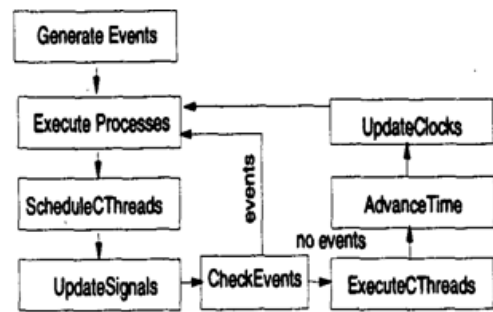 Generate Events
Execute Processes
UpdateClocks
events
ScheduleCThreads
AdvanceTime
no events
UpdateSignals
CheckEvents
ExecuteCThreads